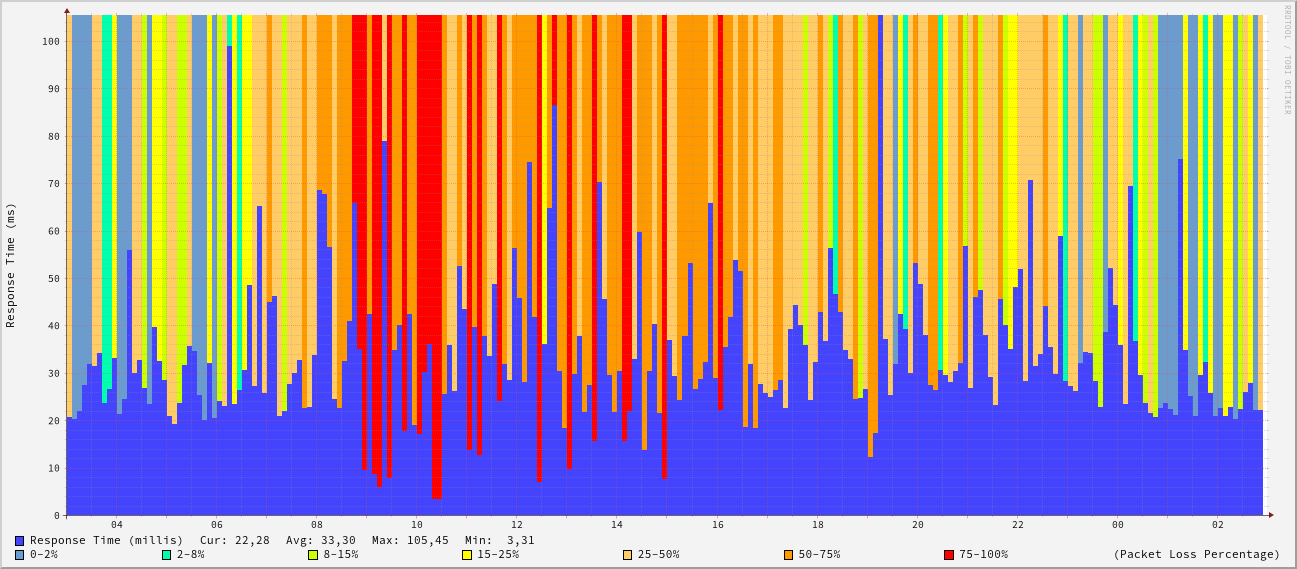 RRDTOOL / TOBI OETIKER
Response Time (ms)
100
90
80
70
60
50
40
30
20
10
0
04 06 08 10 12 14 16 18 20 22 00 02
Response Time (millis) Cur: 22,28 Avg: 33,30 Max: 105,45 Min: 3,31
0-2% 2-8% 8-15% 15-25% 25-50% 50-75% 75-100% (Packet Loss Percentage)